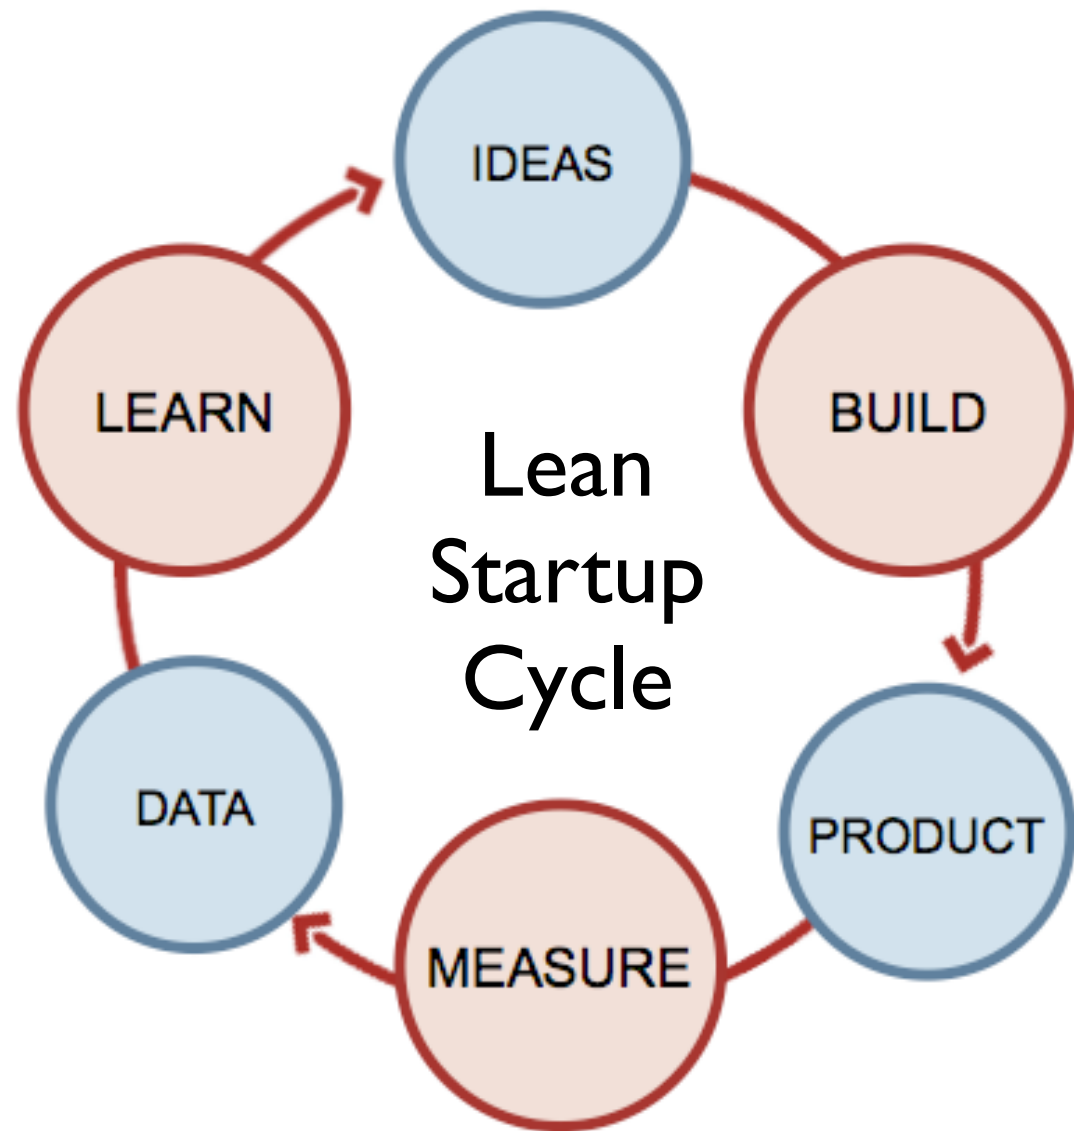 IDEAS
BUILD
PRODUCT
MEASURE
DATA
LEARN
Lean
Startup
Cycle